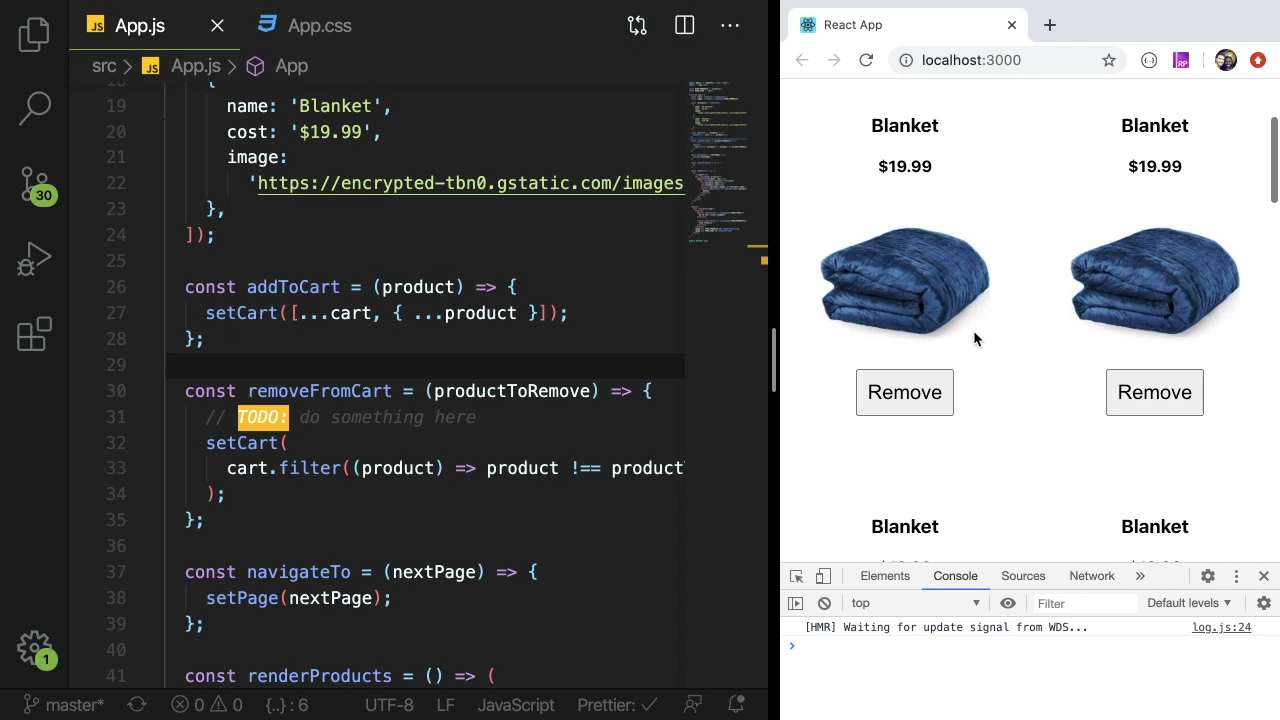 App.js
App.css
src > App.js > App
18 {
19 name: 'Blanket',
20 cost: '$19.99',
21 image:
22 'https://encrypted-tbn0.gstatic.com/images
23 },
24 ]);
25
26 const addToCart = (product) => {
27 setCart([...cart, { ...product }]);
28 };
29
30 const removeFromCart = (productToRemove) => {
31 // TODO: do something here
32 setCart(
33 cart.filter((product) => product !== product
34 );
35 };
36
37 const navigateTo = (nextPage) => {
38 setPage(nextPage);
39 };
40
41 const renderProducts = () => (
30
1
master* 0 0 {..}: 6 UTF-8 LF JavaScript Prettier: ✓
React App
localhost:3000
Blanket
$19.99
Remove
Blanket
$19.99
Remove
Blanket
Blanket
Elements Console Sources Network »
top Filter Default levels ▼
[HMR] Waiting for update signal from WDS... log.js:24
>